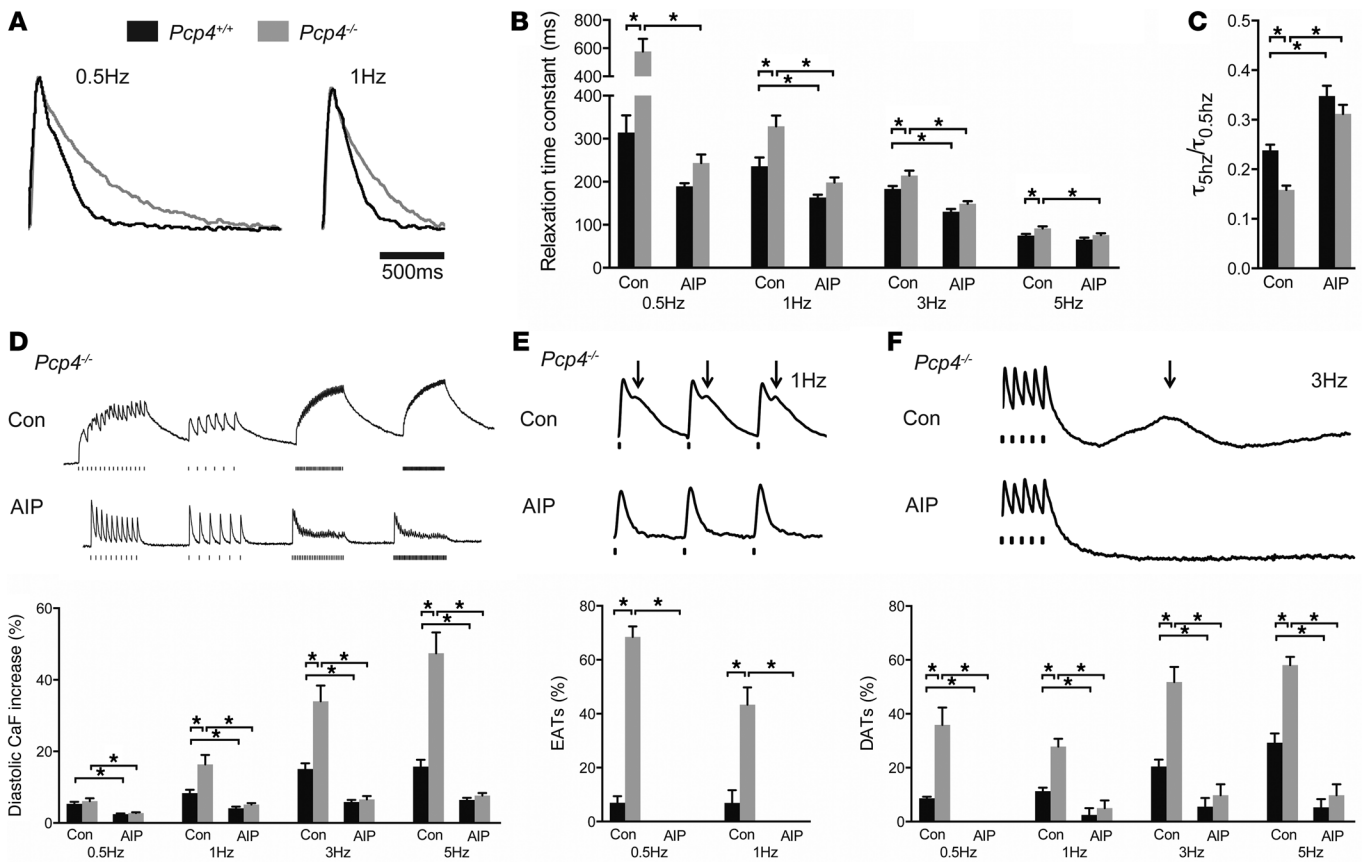 A
Pcp4+/+ Pcp4-/-
0.5Hz 1Hz
500ms
B
Relaxation time constant (ms)
800
600
400
400
300
200
100
0
* * * * * * * * * * *
Con AIP Con AIP Con AIP Con AIP
0.5Hz 1Hz 3Hz 5Hz
C
τ5hz/τ0.5hz
0.5
0.4
0.3
0.2
0.1
0.0
* * *
Con AIP
D
Pcp4-/-
Con
AIP
Diastolic CaF increase (%)
60
40
20
0
* * * * * * * * * * *
Con AIP Con AIP Con AIP Con AIP
0.5Hz 1Hz 3Hz 5Hz
E
Pcp4-/-
1Hz
EATs (%)
80
60
40
20
0
* * * *
Con AIP Con AIP
0.5Hz 1Hz
F
Pcp4-/-
3Hz
Con
AIP
DATs (%)
80
60
40
20
0
* * * * * * * * * * * *
Con AIP Con AIP Con AIP Con AIP
0.5Hz 1Hz 3Hz 5Hz